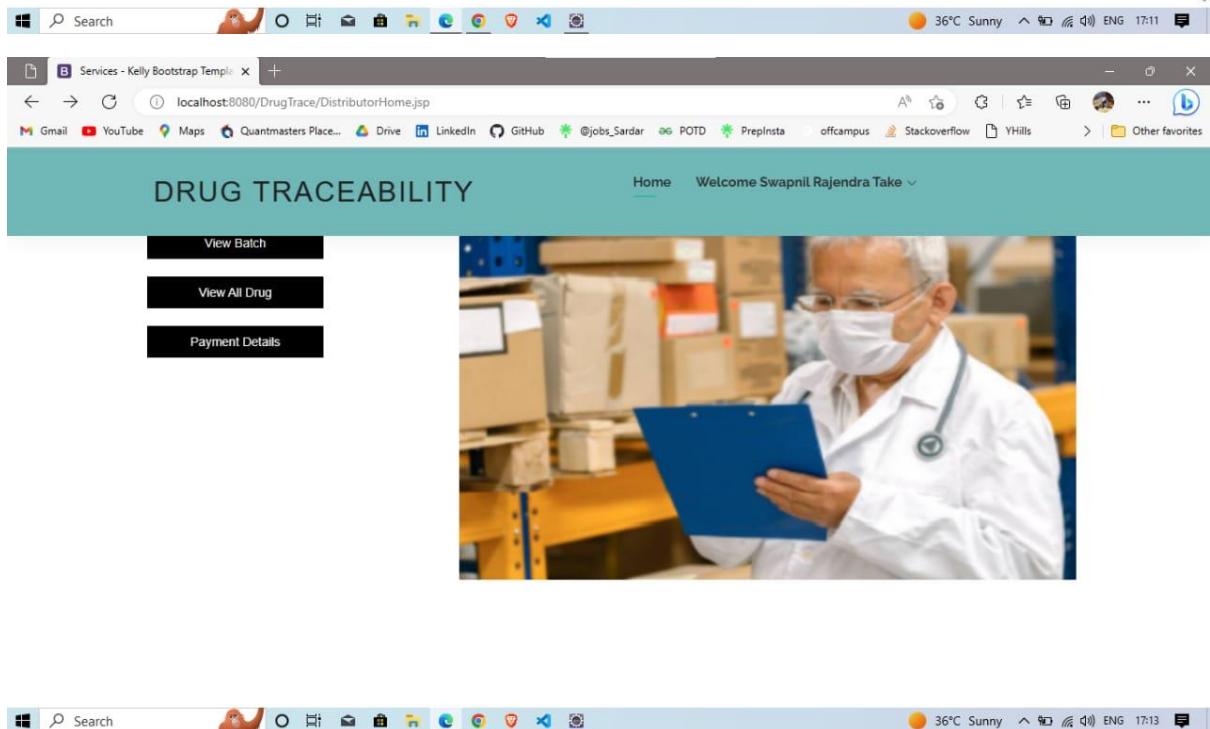 Search
36°C Sunny
ENG
17:11
Services - Kelly Bootstrap Templa
localhost:8080/DrugTrace/DistributorHome.jsp
Gmail YouTube Maps Quantmasters Place... Drive LinkedIn GitHub @jobs_Sardar POTD PrepInsta offcampus Stackoverflow YHills Other favorites
DRUG TRACEABILITY Home Welcome Swapnil Rajendra Take
View Batch
View All Drug
Payment Details
Search
36°C Sunny
ENG
17:13